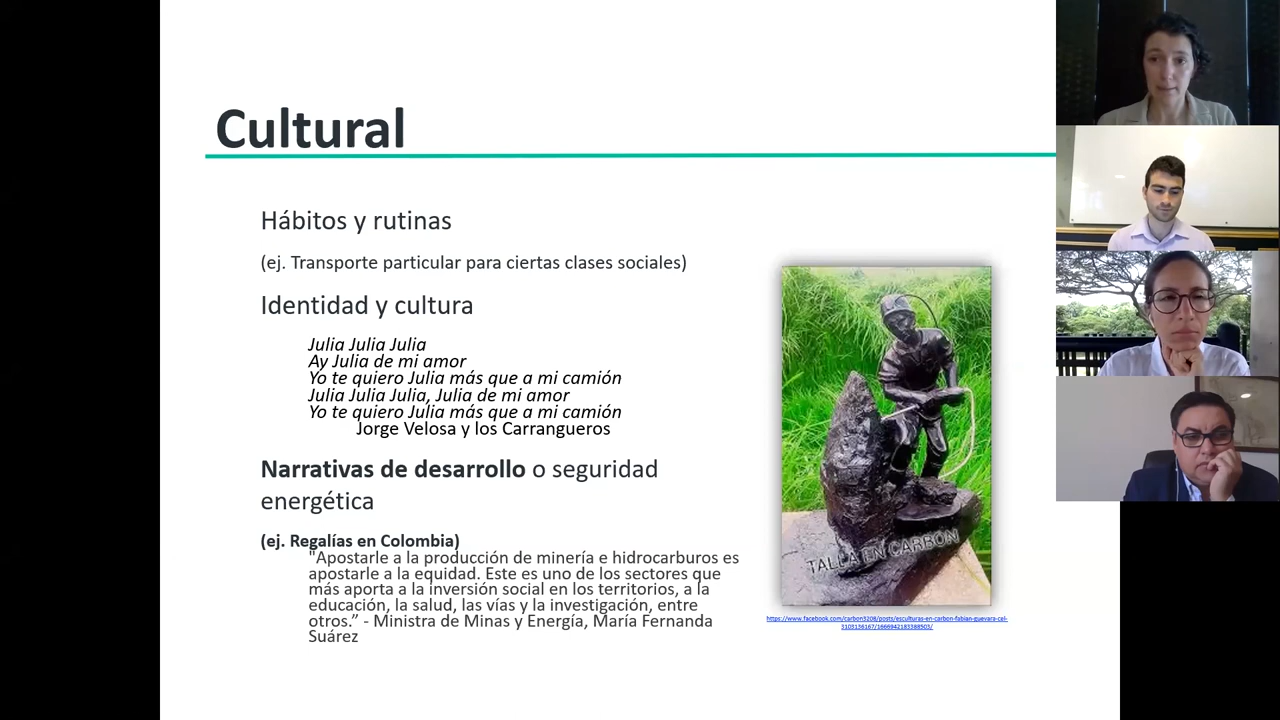 Cultural
Hábitos y rutinas
(ej. Transporte particular para ciertas clases sociales)
Identidad y cultura
Julia Julia Julia
Ay Julia de mi amor
Yo te quiero Julia más que a mi camión
Julia Julia Julia, Julia de mi amor
Yo te quiero Julia más que a mi camión
Jorge Velosa y los Carrangueros
Narrativas de desarrollo o seguridad
energética
(ej. Regalías en Colombia)
"Apostarle a la producción de minería e hidrocarburos es
apostarle a la equidad. Este es uno de los sectores que
más aporta a la inversión social en los territorios, a la
educación, la salud, las vías y la investigación, entre
otros.” - Ministra de Minas y Energía, María Fernanda
Suárez
TALLA EN CARBON
https://www.facebook.com/carbon3208/posts/esculturas-en-carbon-fabian-guevara-cel-